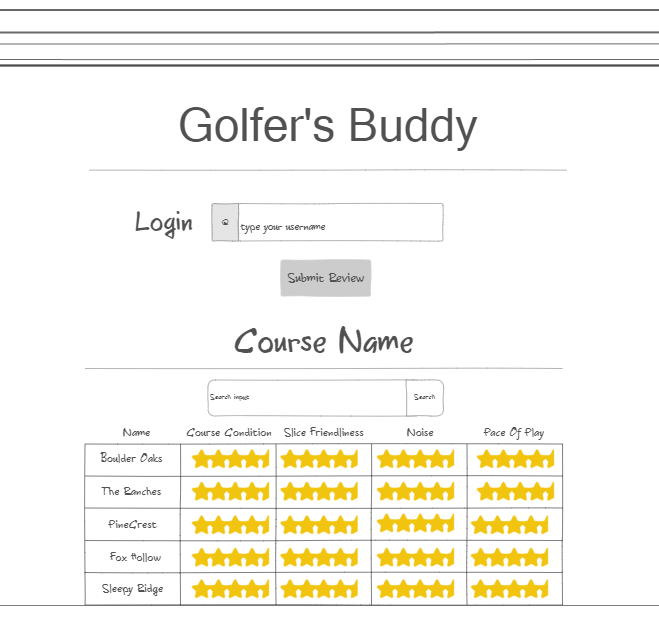 Golfer's Buddy
Login @ type your username
Submit Review
Course Name
Search input Search
Name Course Condition Slice Friendliness Noise Pace Of Play
Boulder Oaks
The Ranches
PineCrest
Fox Hollow
Sleepy Ridge